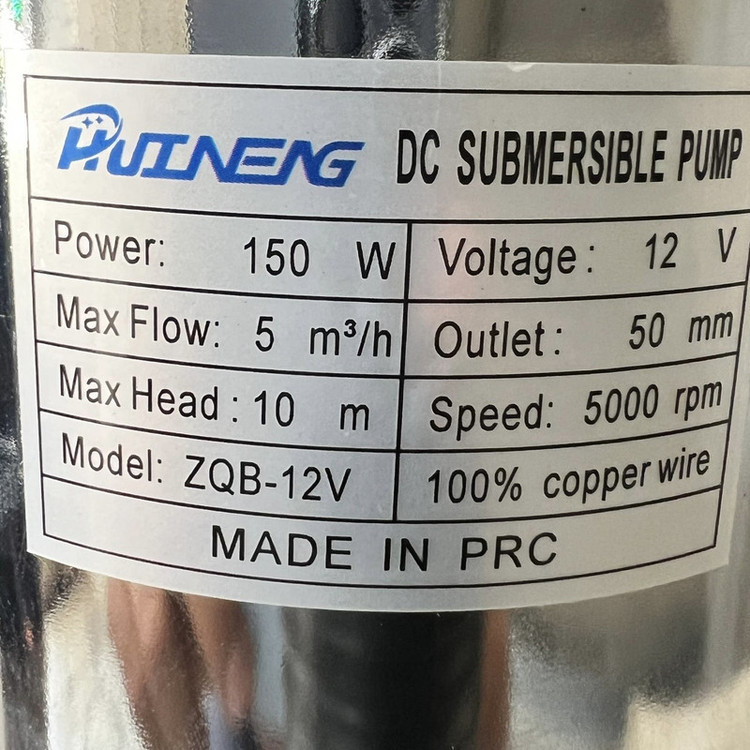 HUINENG DC SUBMERSIBLE PUMP
Power: 150 W Voltage: 12 V
Max Flow: 5 m³/h Outlet: 50 mm
Max Head: 10 m Speed: 5000 rpm
Model: ZQB-12V 100% copper wire
MADE IN PRC